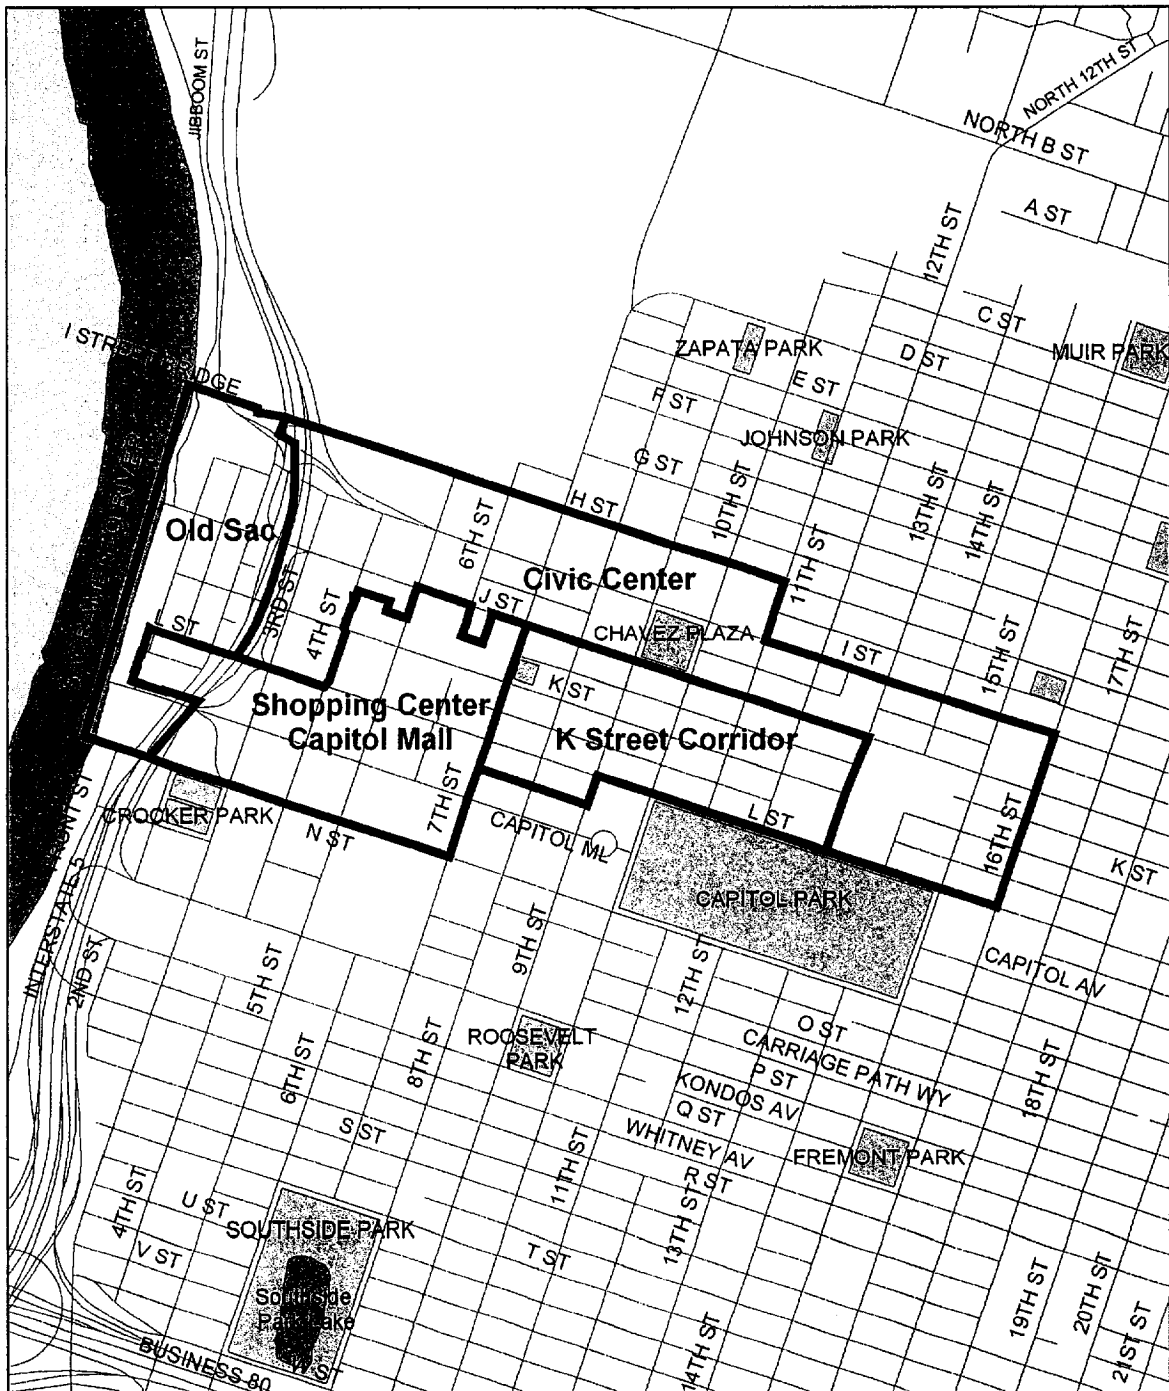 JIBBOOM ST
NORTH 12TH ST
NORTH B ST
A ST
12TH ST
C ST
I STREET BRIDGE
ZAPATA PARK
D ST
MUIR PARK
E ST
F ST
JOHNSON PARK
G ST
10TH ST
13TH ST
14TH ST
H ST
6TH ST
SACRAMENTO RIVER
Old Sac
11TH ST
Civic Center
3RD ST
4TH ST
J ST
L ST
CHAVEZ PLAZA
I ST
15TH ST
17TH ST
K ST
Shopping Center
Capitol Mall
K Street Corridor
7TH ST
FRONT ST
CROCKER PARK
N ST
CAPITOL ML
L ST
16TH ST
K ST
CAPITOL PARK
INTERSTATE 5
2ND ST
5TH ST
9TH ST
12TH ST
CAPITOL AV
6TH ST
8TH ST
ROOSEVELT
PARK
O ST
CARRIAGE PATH WY
P ST
KONDOS AV
Q ST
WHITNEY AV
R ST
18TH ST
S ST
11TH ST
FREMONT PARK
4TH ST
U ST
V ST
SOUTHSIDE PARK
T ST
13TH ST
Southside
Park Lake
19TH ST
20TH ST
21ST ST
14TH ST
W ST
BUSINESS 80